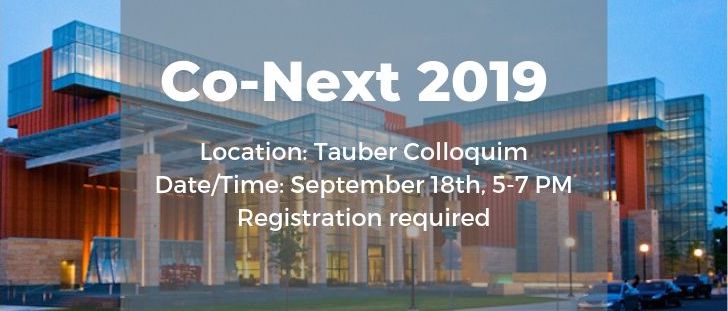 Co-Next 2019
Location: Tauber Colloquim
Date/Time: September 18th, 5-7 PM
Registration required